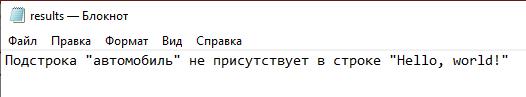 results — Блокнот
Файл Правка Формат Вид Справка
Подстрока "автомобиль" не присутствует в строке "Hello, world!"